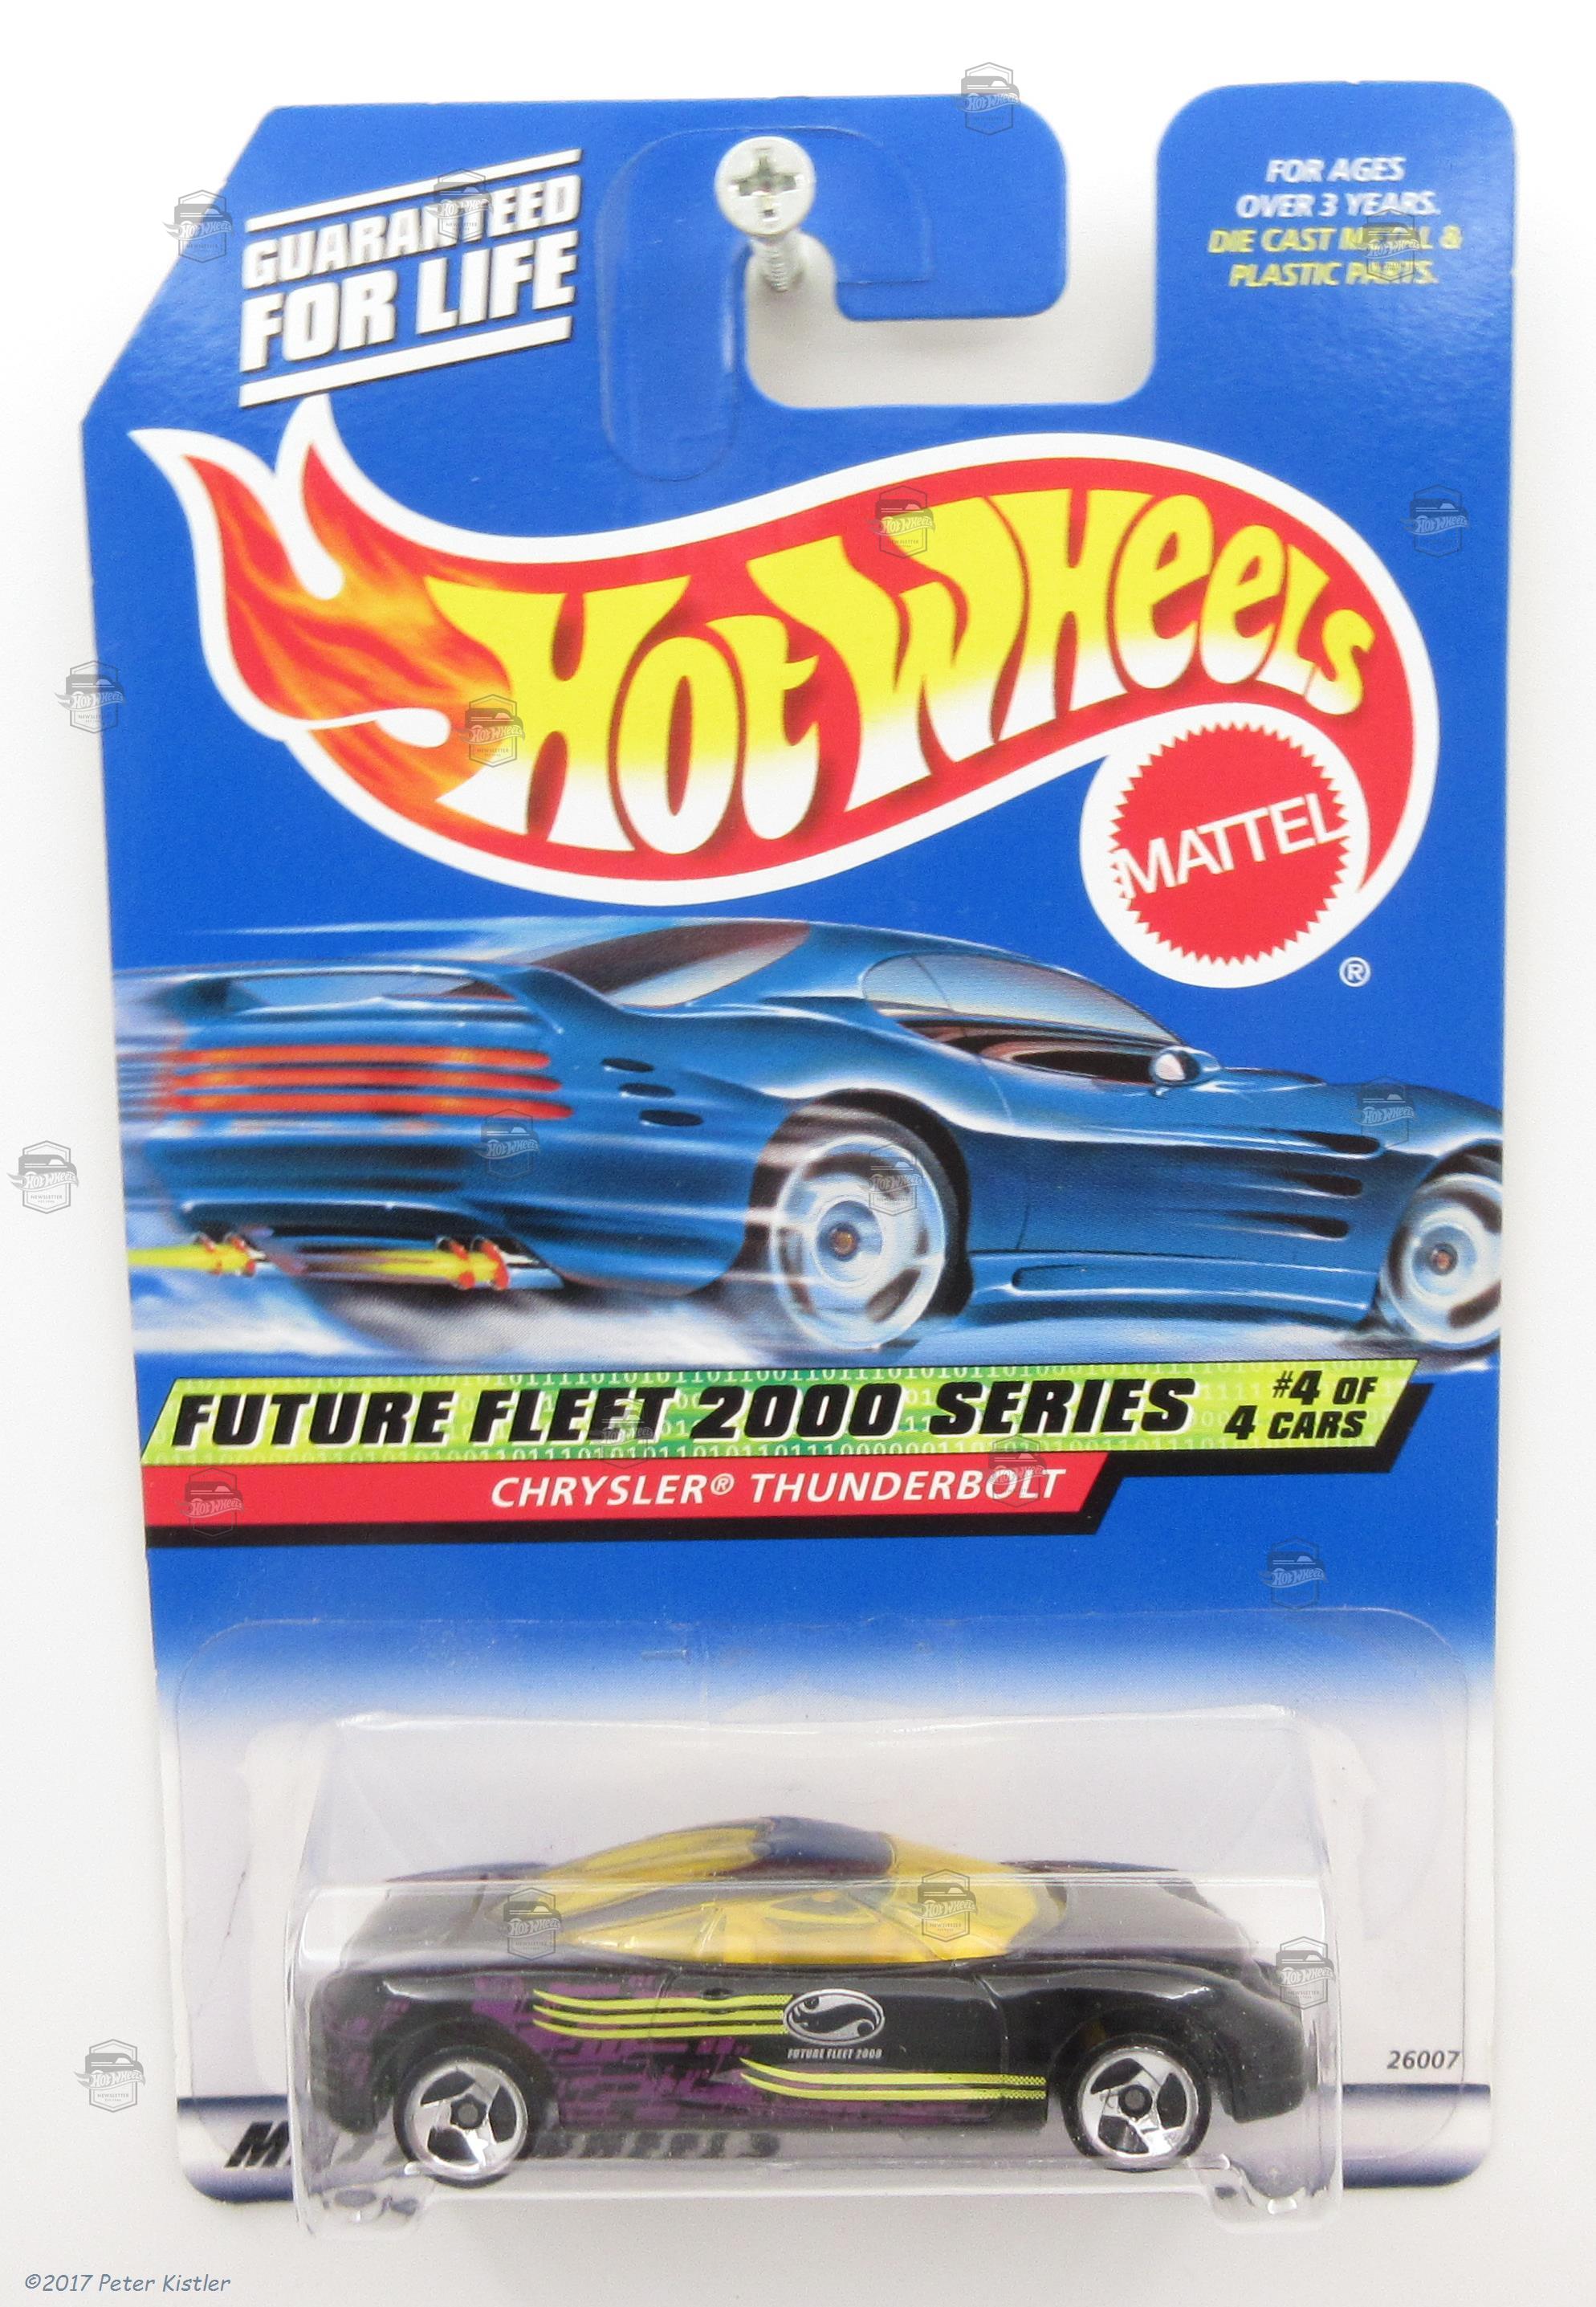 GUARANTEED
FOR LIFE
FOR AGES
OVER 3 YEARS.
DIE CAST METAL &
PLASTIC PARTS.
Hot Wheels
MATTEL
®
FUTURE FLEET 2000 SERIES
#4 OF
4 CARS
CHRYSLER® THUNDERBOLT
FUTURE FLEET 2000
26007
©2017 Peter Kistler